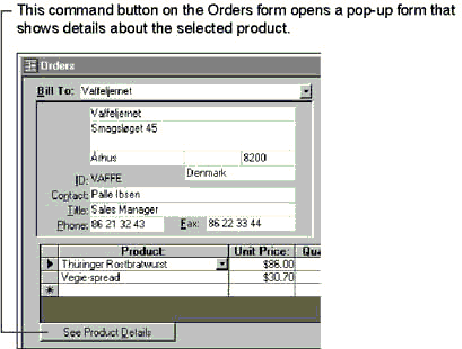 This command button on the Orders form opens a pop-up form that
shows details about the selected product.
Orders
Bill To: Vaffeljernet
Vaffeljernet
Smagsløget 45
Århus 8200
ID: VAFFE Denmark
Contact: Palle Ibsen
Title: Sales Manager
Phone: 86 21 32 43 Fax: 86 22 33 44
Product: Unit Price: Qua
Thüringer Rostbratwurst $86.00
Vegie-spread $30.70
See Product Details